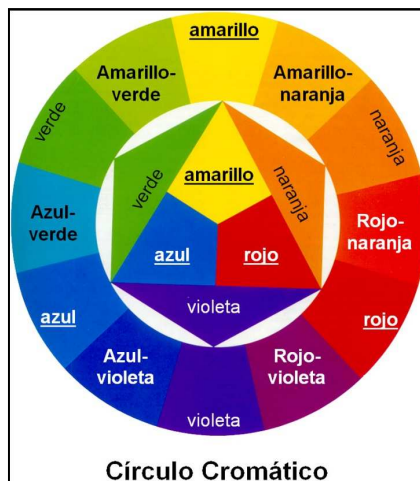 amarillo
Amarillo-
verde
Amarillo-
naranja
verde
naranja
amarillo
verde
naranja
Azul-
verde
Rojo-
naranja
azul
rojo
azul
rojo
violeta
Azul-
violeta
Rojo-
violeta
violeta
Círculo Cromático